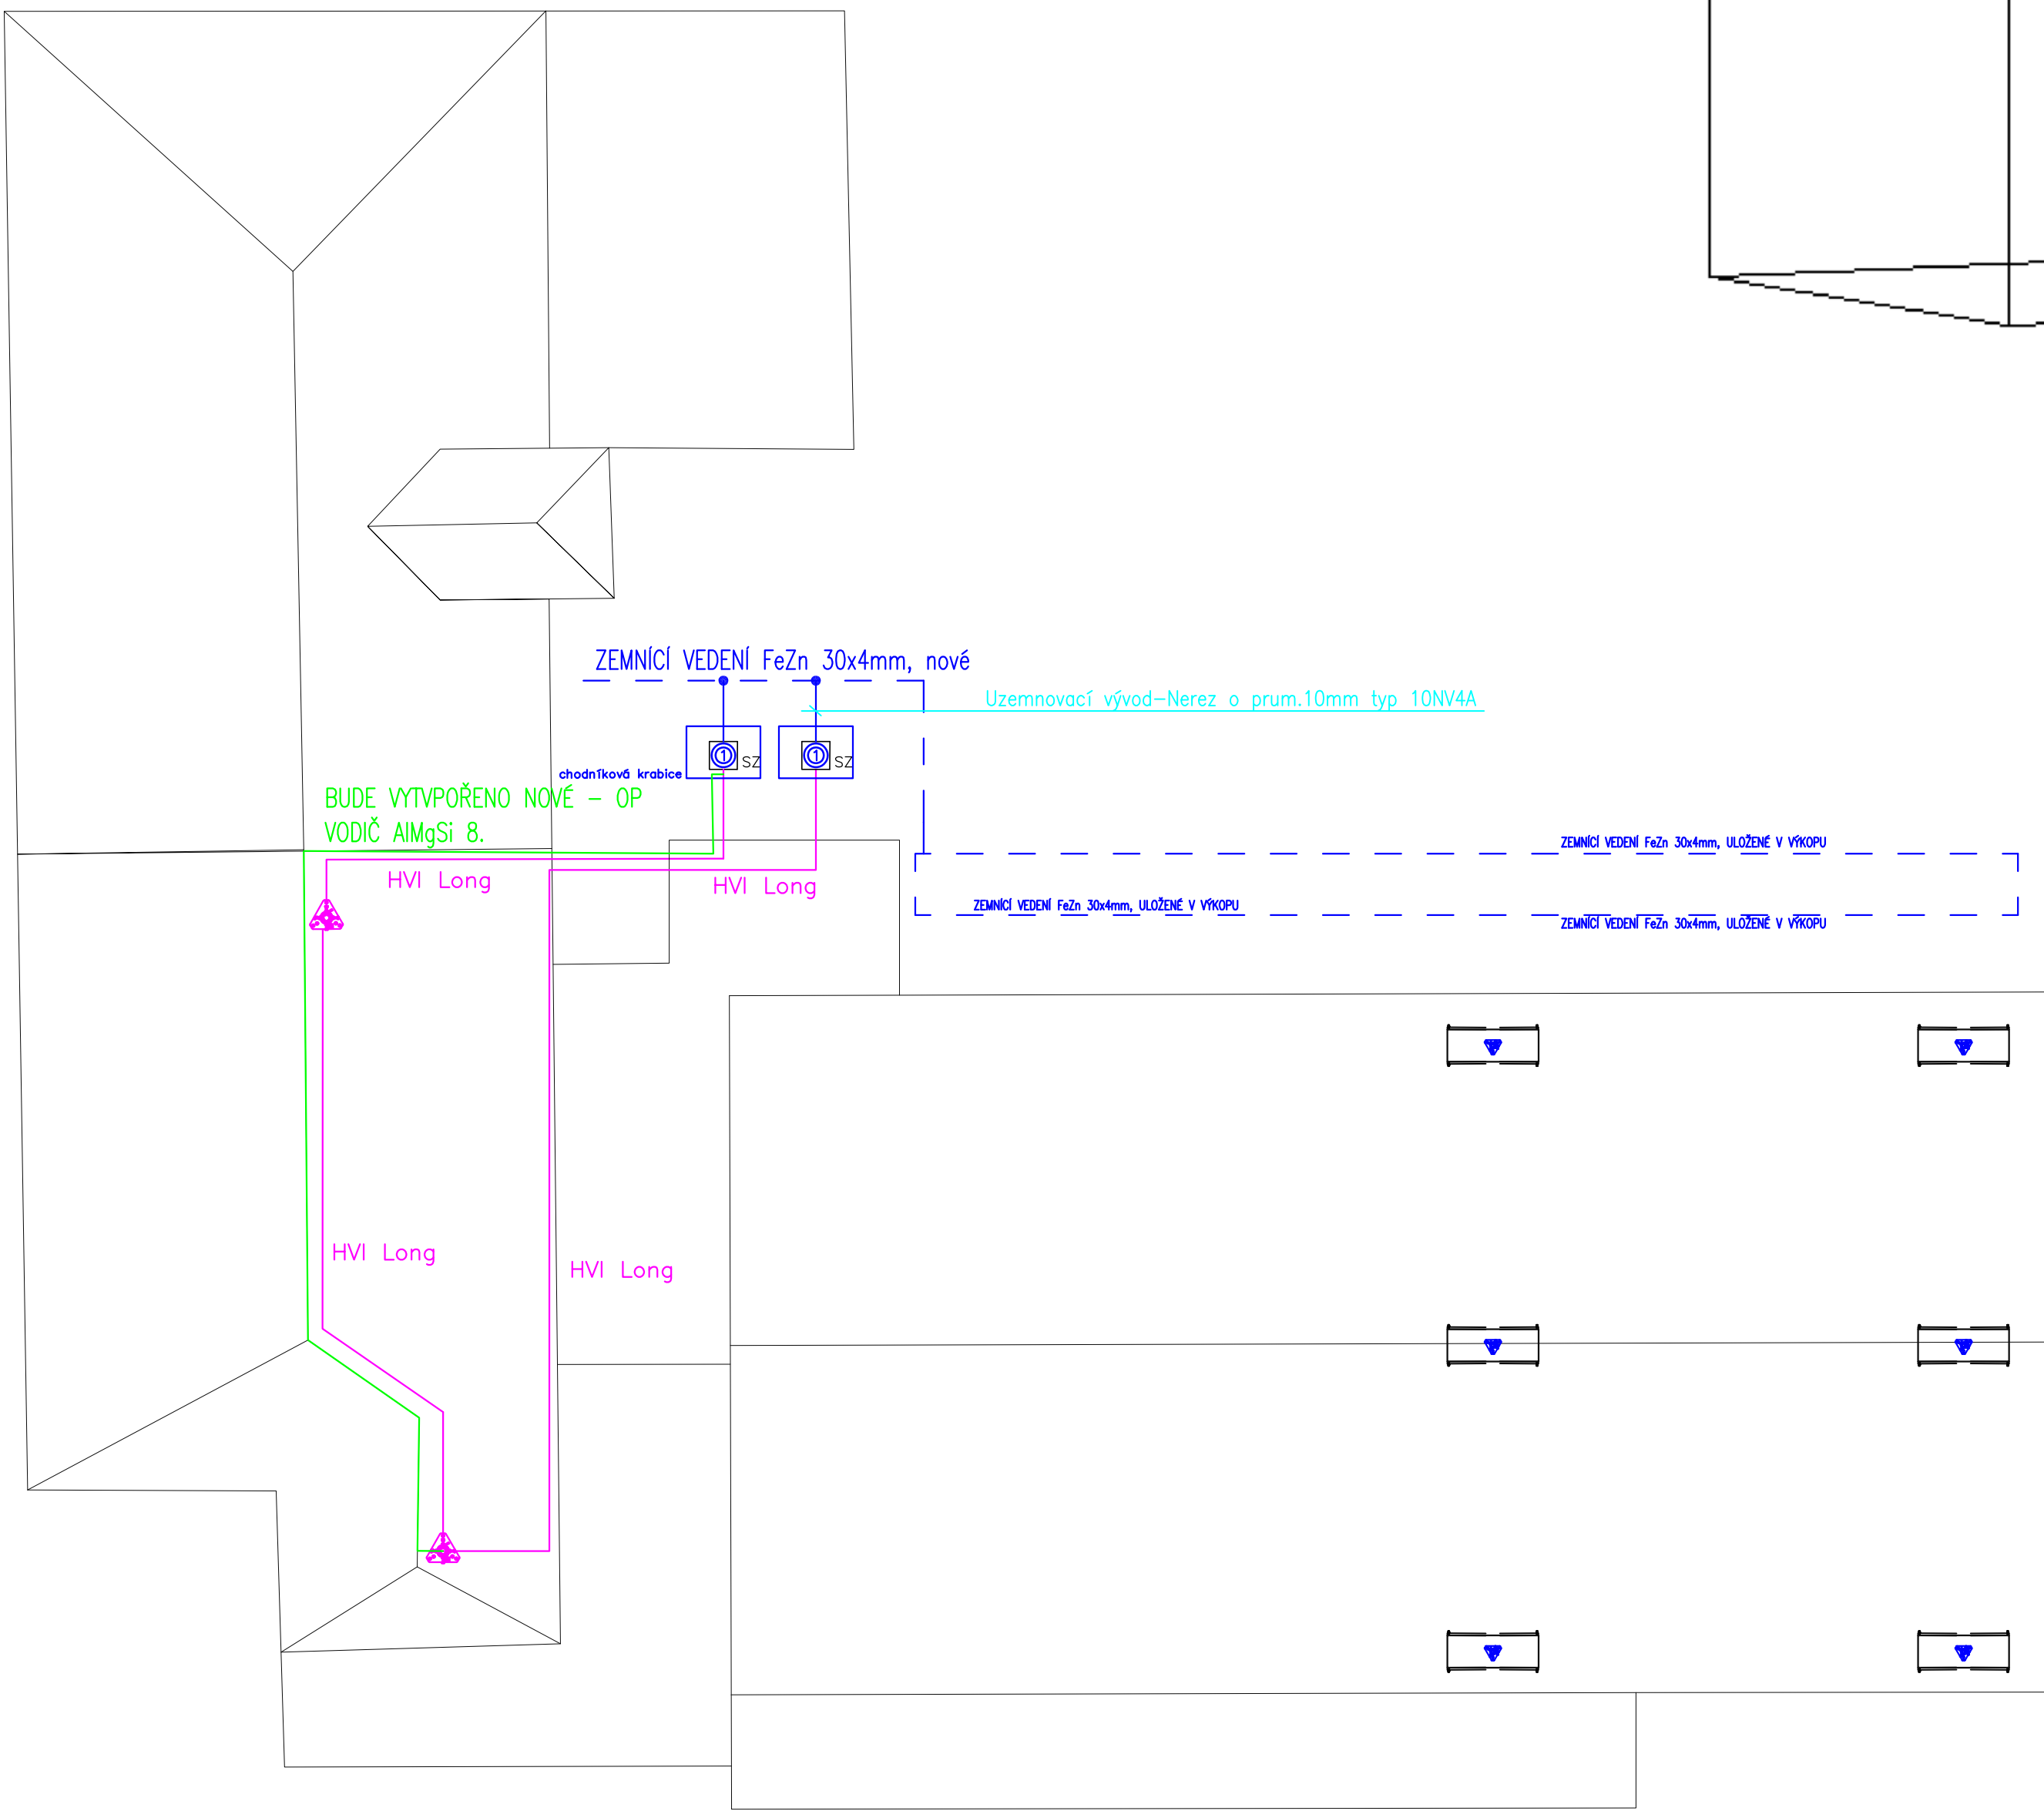 ZEMNÍCÍ VEDENÍ FeZn 30x4mm, nové
Uzemnovací vývod-Nerez o prum.10mm typ 10NV4A
1
SZ
1
SZ
chodníková krabice
BUDE VYTVPOŘENO NOVÉ - OP
VODIČ AlMgSi 8.
ZEMNÍCÍ VEDENÍ FeZn 30x4mm, ULOŽENÉ V VÝKOPU
HVI Long
HVI Long
ZEMNÍCÍ VEDENÍ FeZn 30x4mm, ULOŽENÉ V VÝKOPU
ZEMNÍCÍ VEDENÍ FeZn 30x4mm, ULOŽENÉ V VÝKOPU
HVI Long
HVI Long